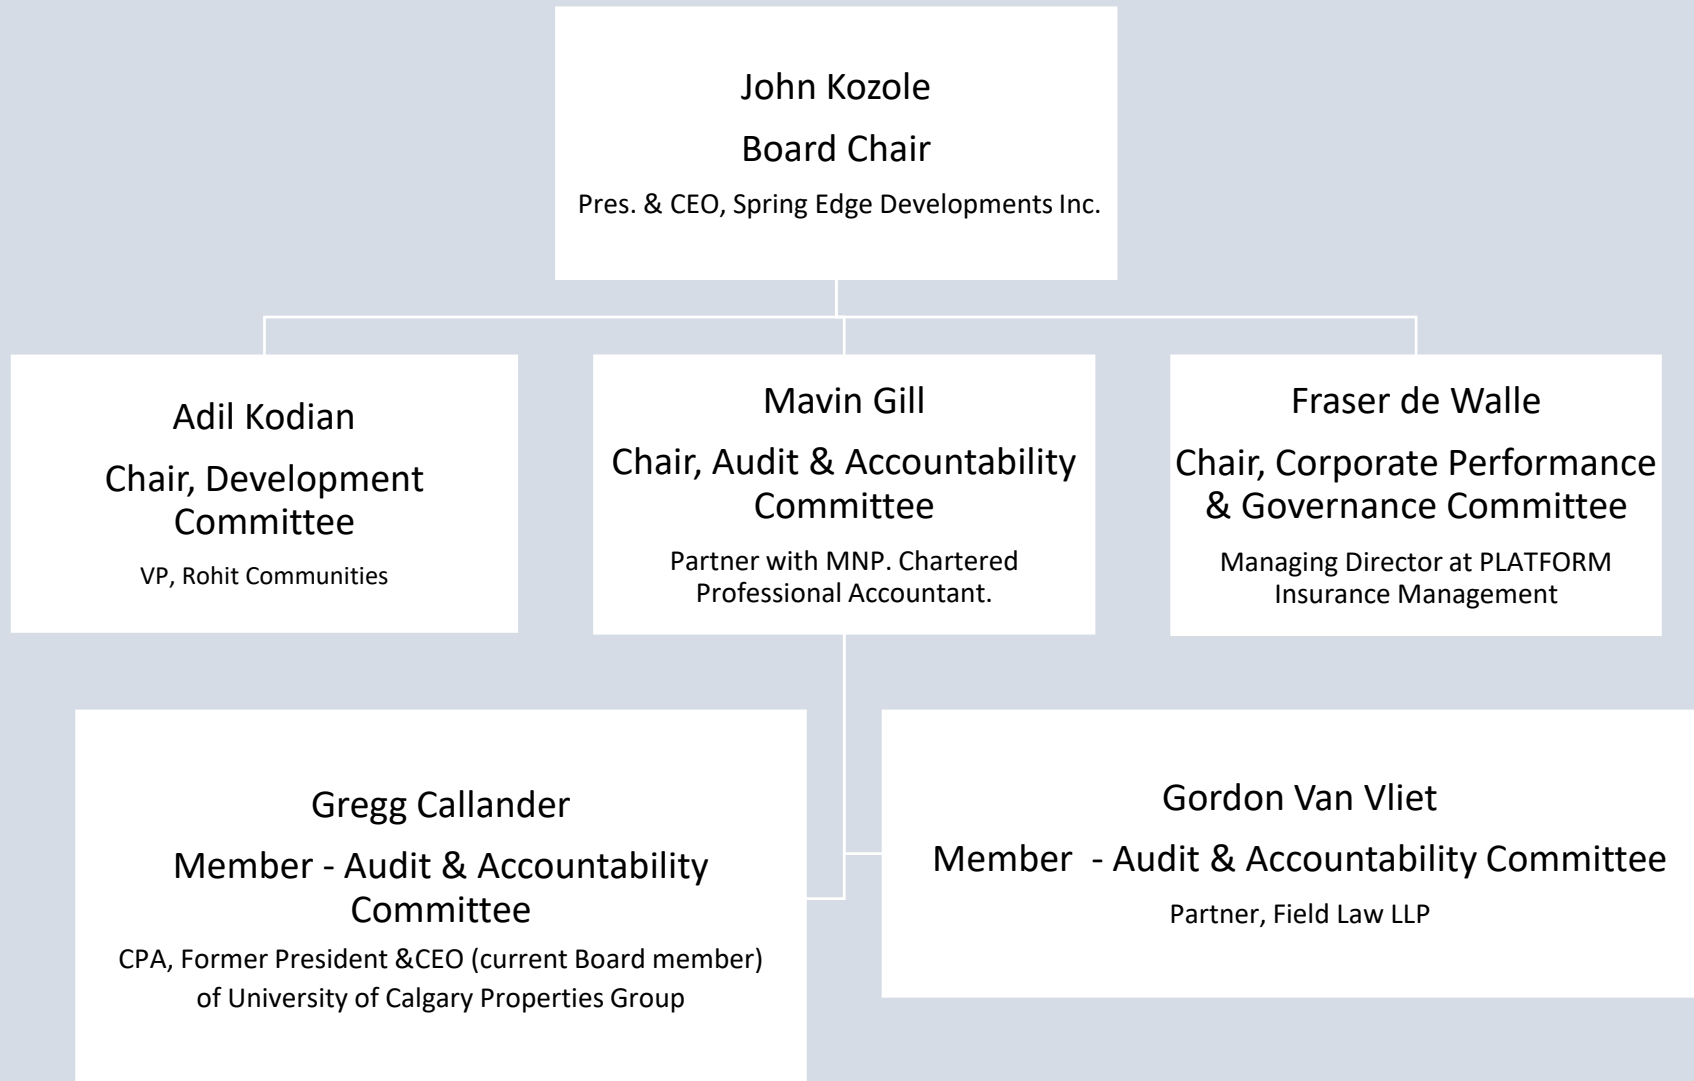 John Kozole
Board Chair
Pres. & CEO, Spring Edge Developments Inc.
Adil Kodian
Chair, Development
Committee
VP, Rohit Communities
Mavin Gill
Chair, Audit & Accountability
Committee
Partner with MNP. Chartered
Professional Accountant.
Fraser de Walle
Chair, Corporate Performance
& Governance Committee
Managing Director at PLATFORM
Insurance Management
Gregg Callander
Member - Audit & Accountability
Committee
CPA, Former President &CEO (current Board member)
of University of Calgary Properties Group
Gordon Van Vliet
Member  - Audit & Accountability Committee
Partner, Field Law LLP